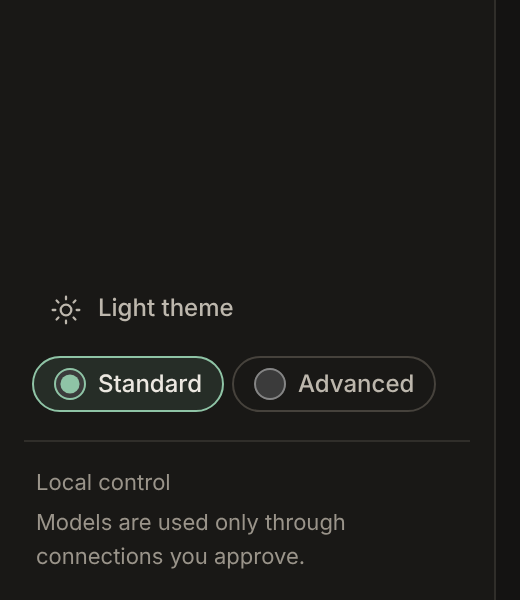 Light theme
Standard
Advanced
Local control
Models are used only through
connections you approve.